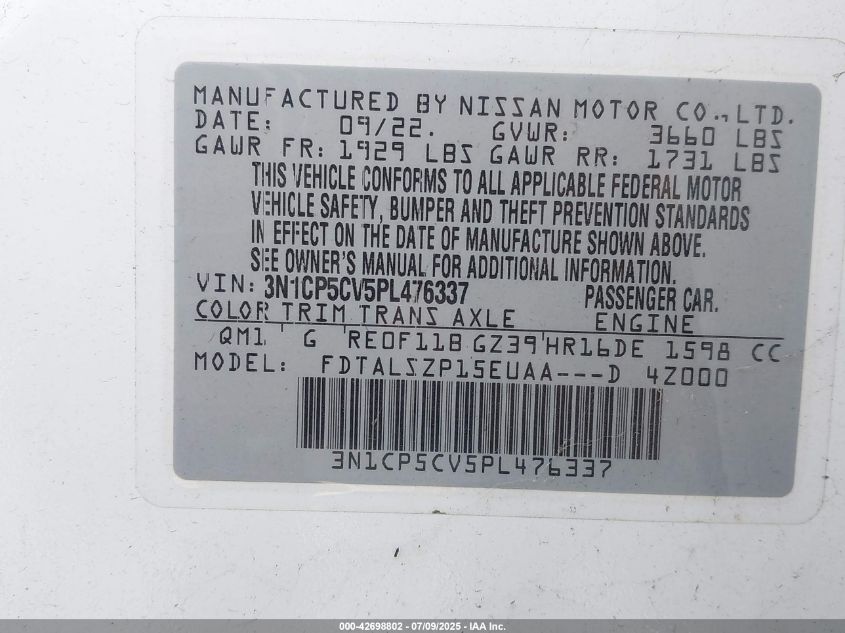 MANUFACTURED BY NISSAN MOTOR CO., LTD.
DATE: 09/22. GVWR: 3660 LBS
GAWR FR: 1929 LBS GAWR RR: 1731 LBS
THIS VEHICLE CONFORMS TO ALL APPLICABLE FEDERAL MOTOR
VEHICLE SAFETY, BUMPER AND THEFT PREVENTION STANDARDS
IN EFFECT ON THE DATE OF MANUFACTURE SHOWN ABOVE.
SEE OWNER'S MANUAL FOR ADDITIONAL INFORMATION.
VIN: 3N1CP5CV5PL476337 PASSENGER CAR.
COLOR TRIM TRANS AXLE ENGINE
QM1 G RE0F11B GZ39 HR16DE 1598 CC
MODEL: FDTALSZP15EUAA---D 4Z000
3N1CP5CV5PL476337
000-42698802 - 07/09/2025 - IAA Inc.